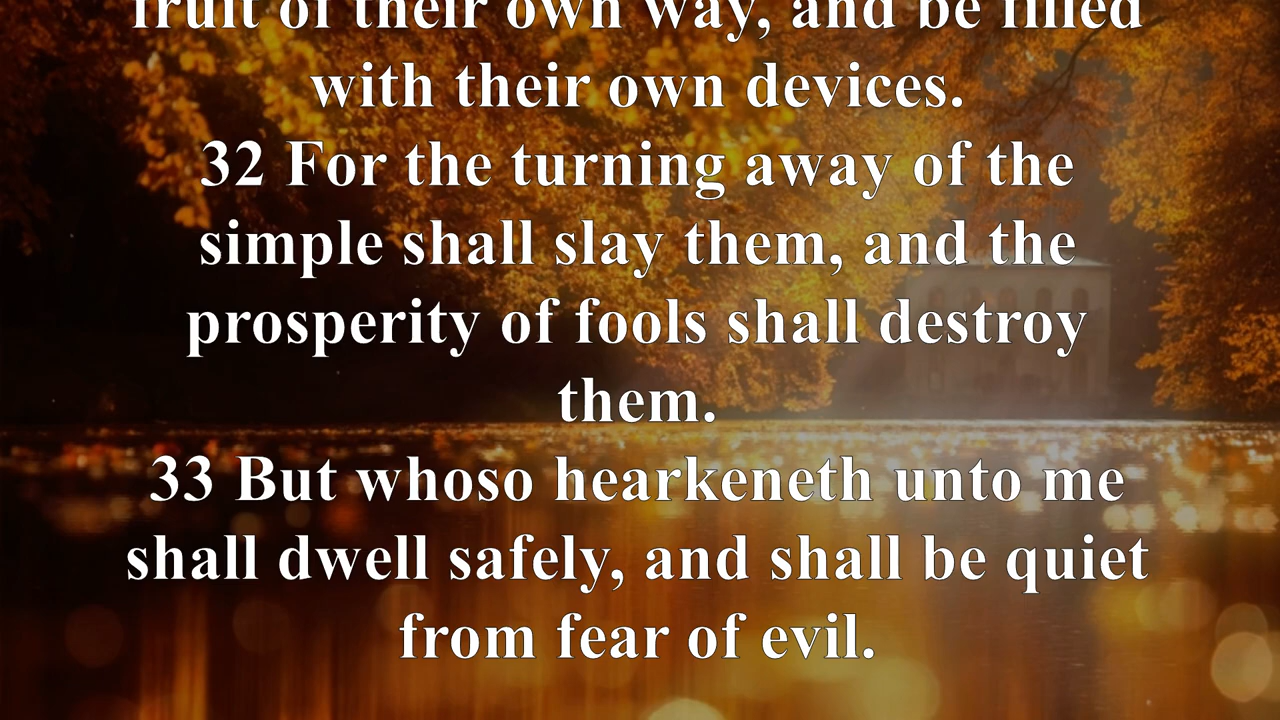 fruit of their own way, and be filled
with their own devices.
32 For the turning away of the
simple shall slay them, and the
prosperity of fools shall destroy
them.
33 But whoso hearkeneth unto me
shall dwell safely, and shall be quiet
from fear of evil.